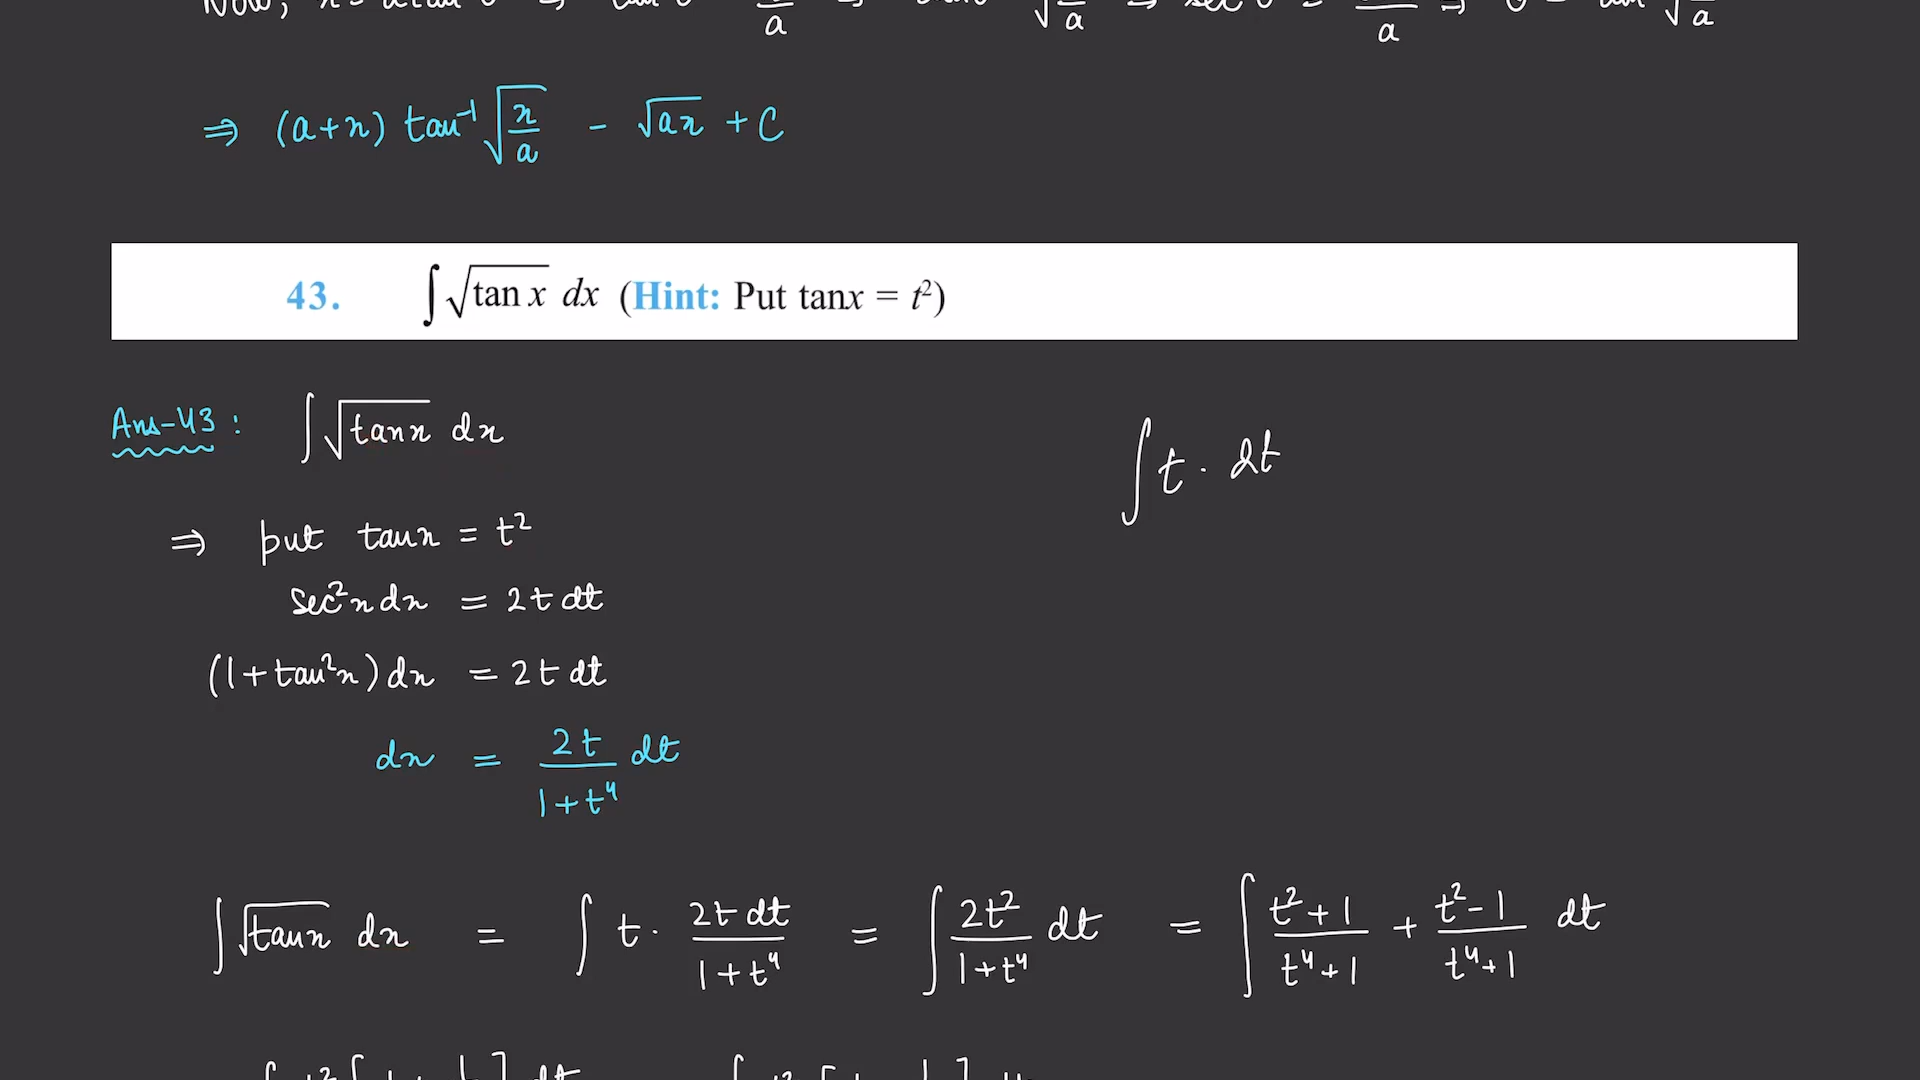 ⇒ (a+x) tan⁻¹ √(x/a) - √ax + C
43. ∫√tan x dx (Hint: Put tanx = t²)
Ans-43 : ∫√tanx dx
∫ t · dt
⇒ put tanx = t²
sec²x dx = 2t dt
(1+tan²x) dx = 2t dt
dx = 2t/(1+t⁴) dt
∫√tanx dx = ∫ t · 2t dt/(1+t⁴) = ∫ 2t²/(1+t⁴) dt = ∫ (t²+1)/(t⁴+1) + (t²-1)/(t⁴+1) dt